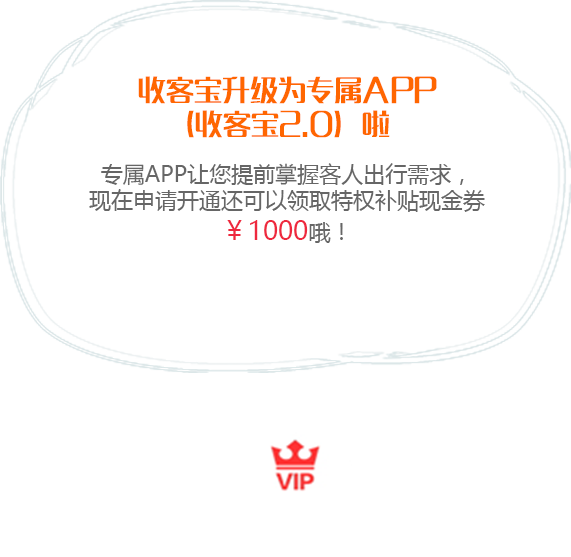 收客宝升级为专属APP
(收客宝2.0) 啦
专属APP让您提前掌握客人出行需求，
现在申请开通还可以领取特权补贴现金券
￥1000哦！
VIP